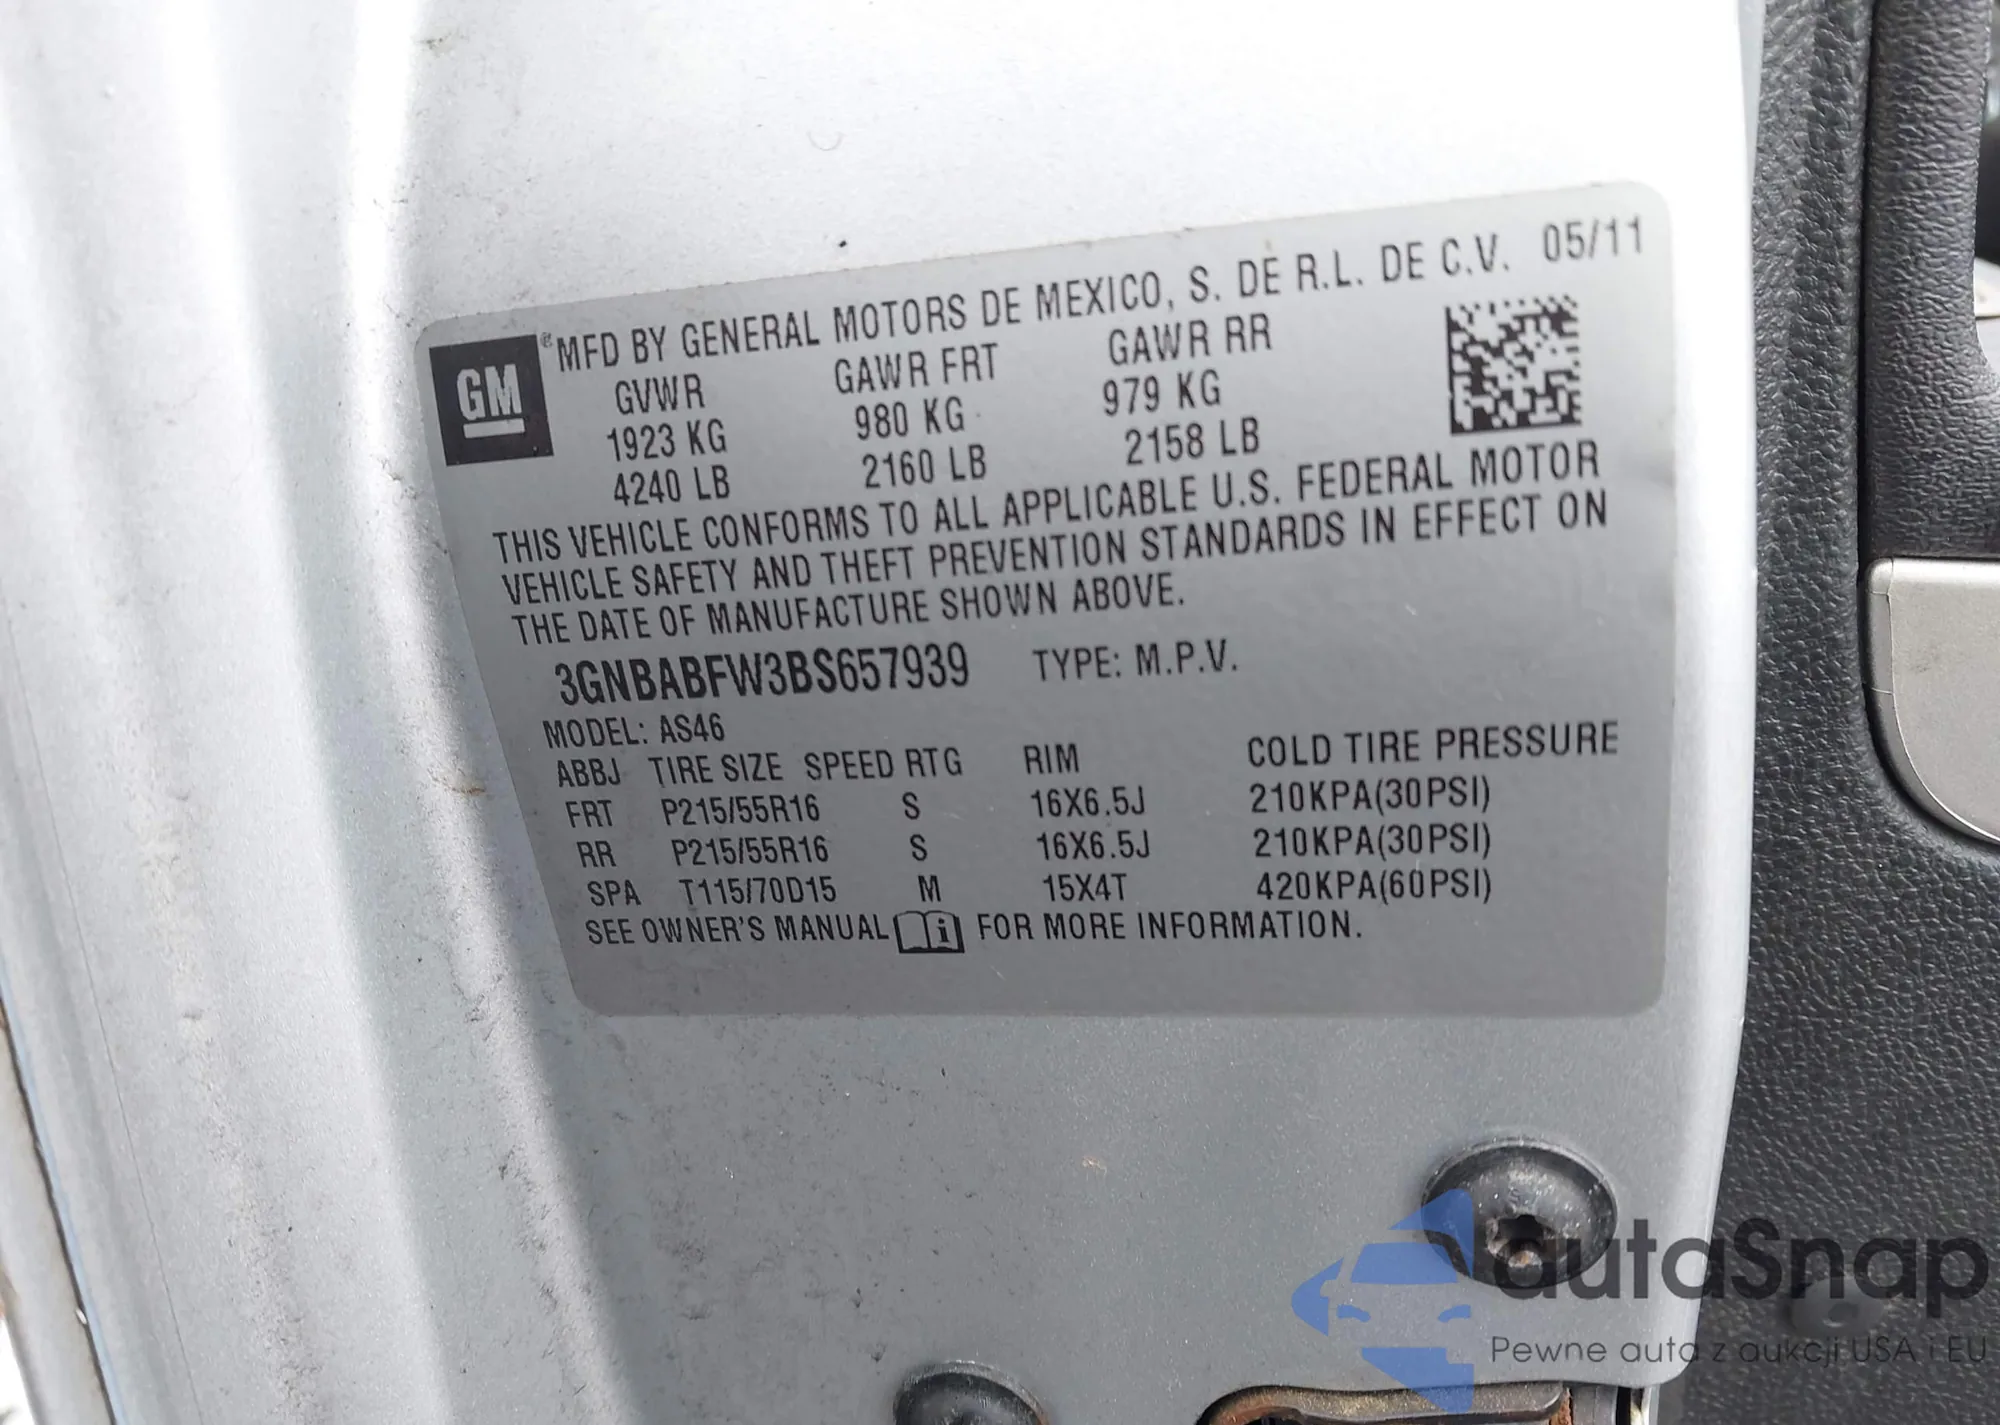 GM ® MFD BY GENERAL MOTORS DE MEXICO, S. DE R.L. DE C.V. 05/11
GVWR GAWR FRT GAWR RR
1923 KG 980 KG 979 KG
4240 LB 2160 LB 2158 LB
THIS VEHICLE CONFORMS TO ALL APPLICABLE U.S. FEDERAL MOTOR
VEHICLE SAFETY AND THEFT PREVENTION STANDARDS IN EFFECT ON
THE DATE OF MANUFACTURE SHOWN ABOVE.
3GNBABFW3BS657939 TYPE: M.P.V.
MODEL: AS46
ABBJ TIRE SIZE SPEED RTG RIM COLD TIRE PRESSURE
FRT P215/55R16 S 16X6.5J 210KPA(30PSI)
RR P215/55R16 S 16X6.5J 210KPA(30PSI)
SPA T115/70D15 M 15X4T 420KPA(60PSI)
SEE OWNER'S MANUAL i FOR MORE INFORMATION.
autaSnap
Pewne auta z aukcji USA i EU